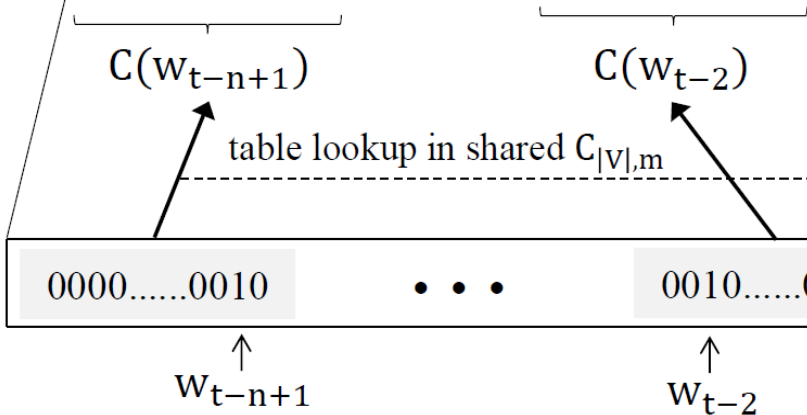 C(w_{t−n+1}) C(w_{t−2})
table lookup in shared C_{|V|,m}
0000......0010 • • • 0010......
w_{t−n+1} w_{t−2}